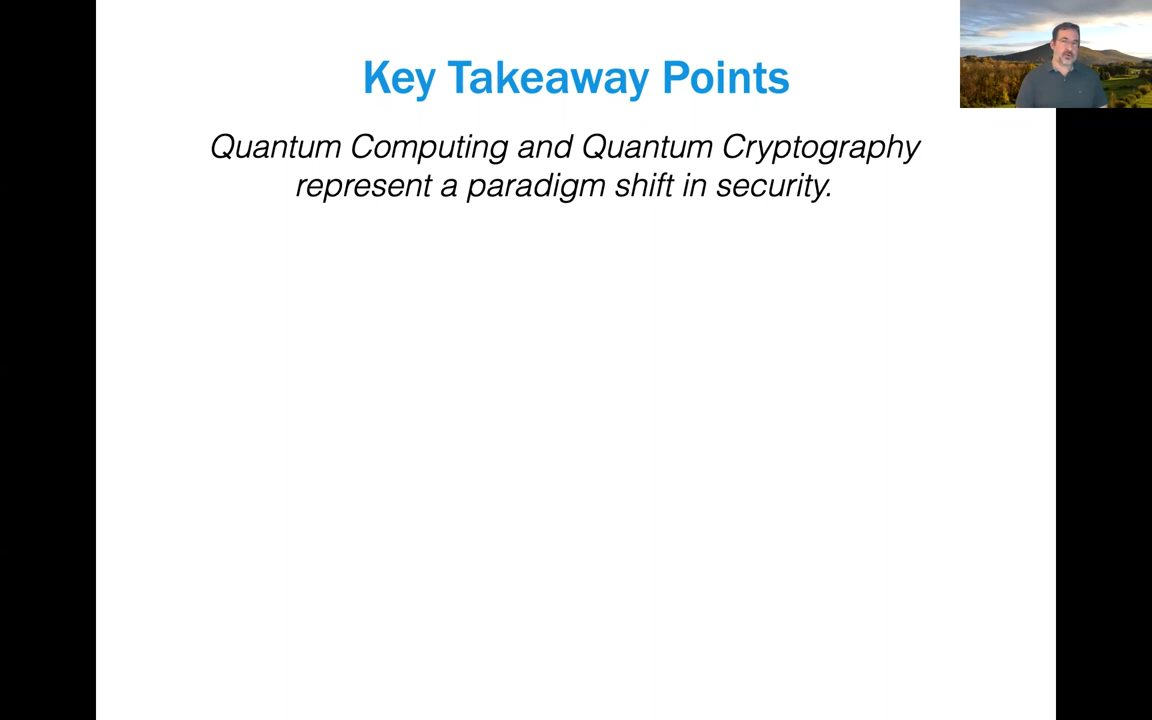 Key Takeaway Points
Quantum Computing and Quantum Cryptography
represent a paradigm shift in security.